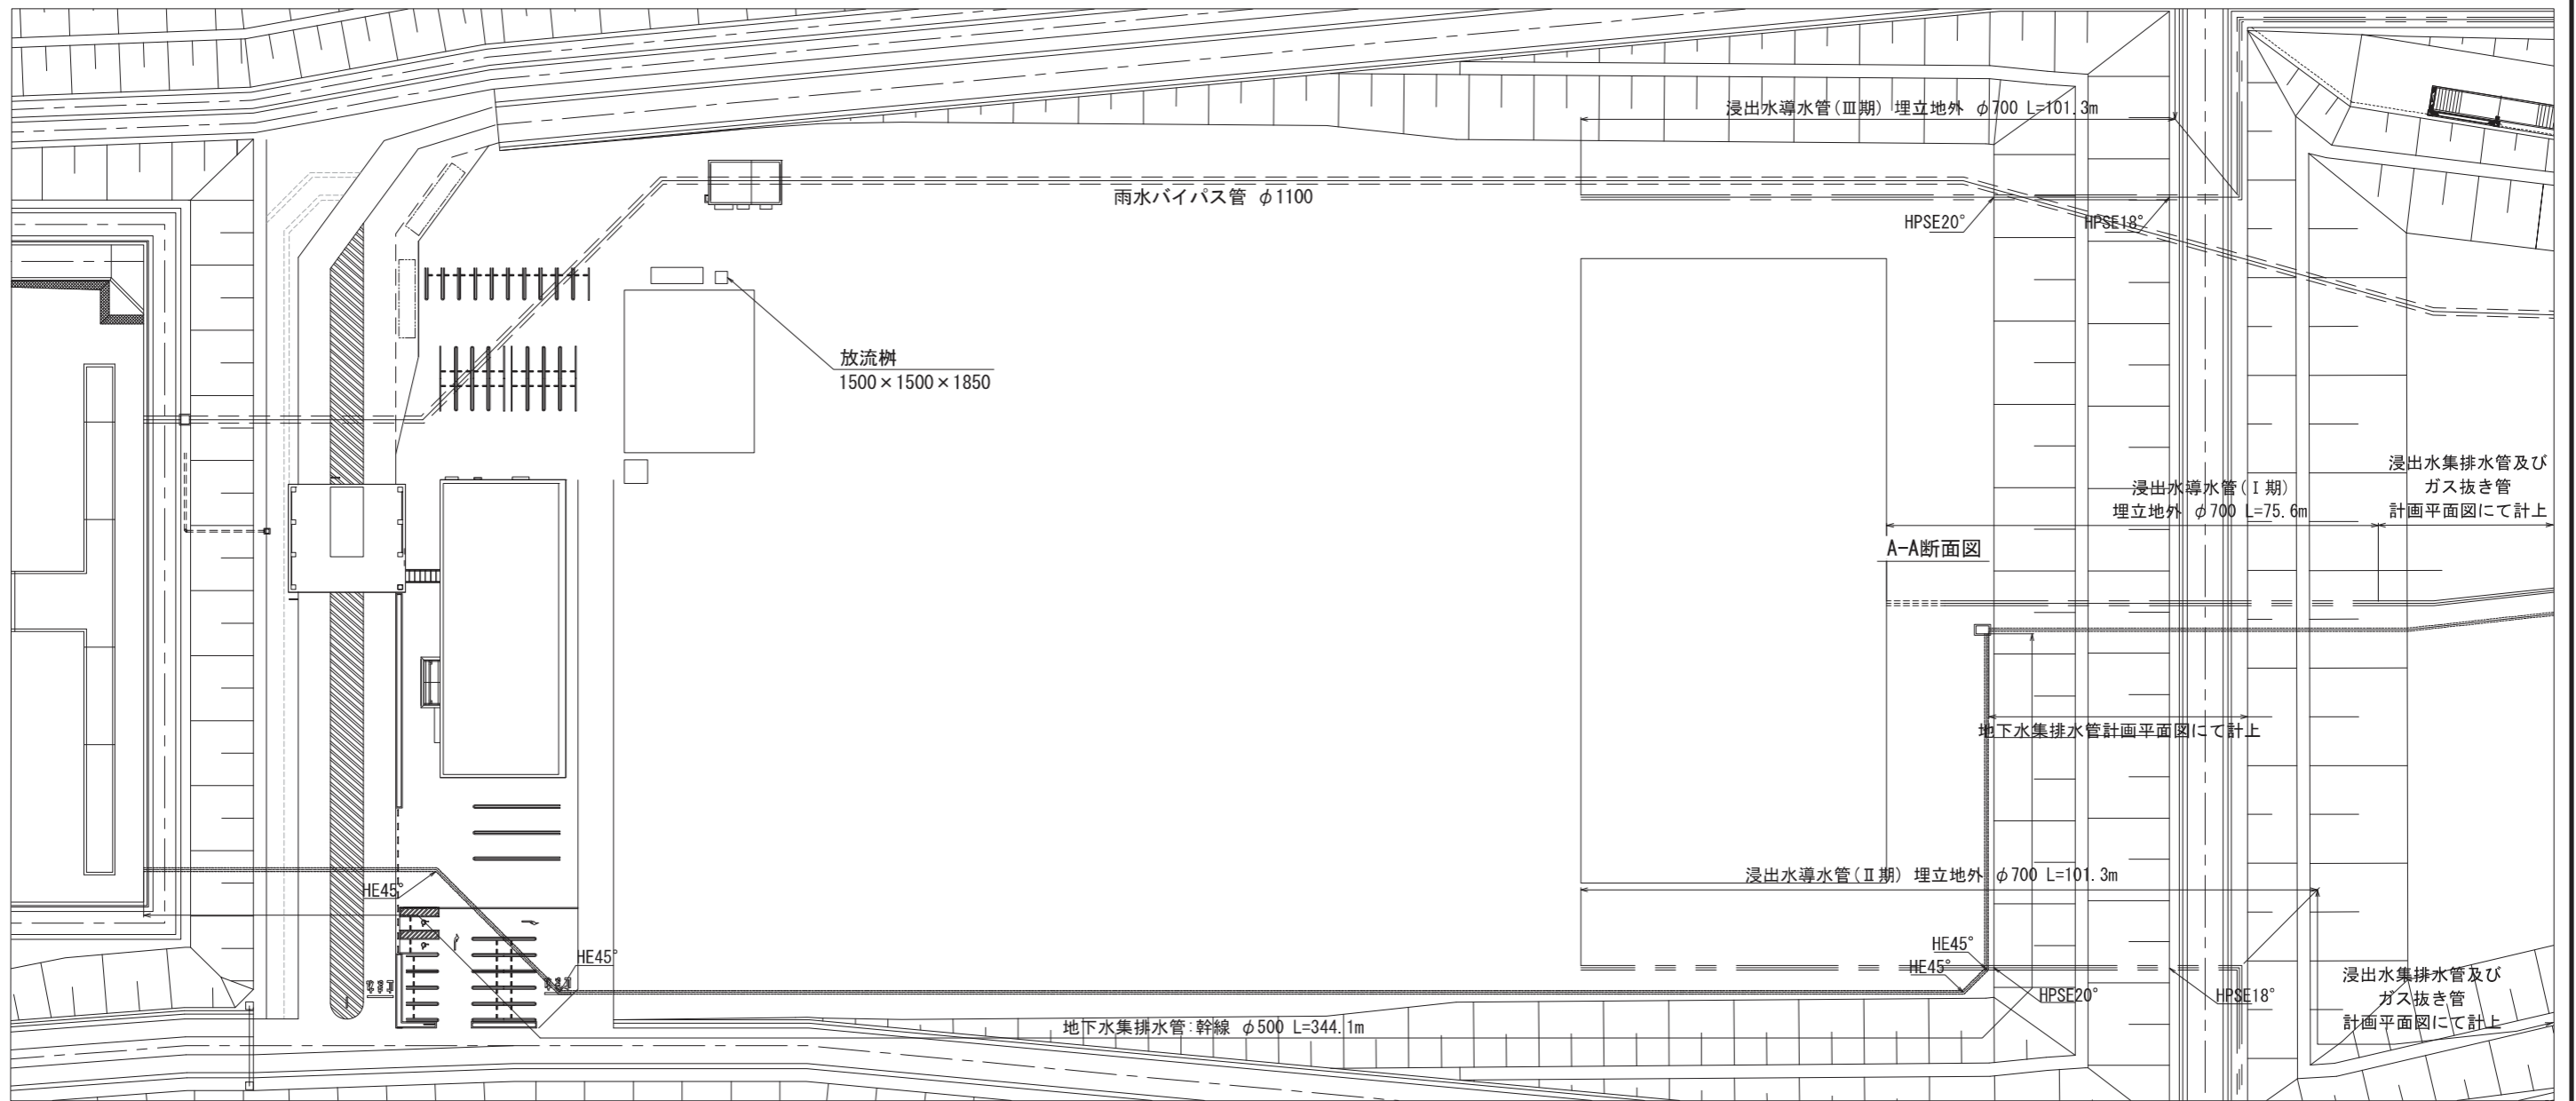 浸出水導水管(Ⅲ期) 埋立地外 φ700 L=101.3m
雨水バイパス管 φ1100
HPSE20°
HPSE18°
放流桝
1500×1500×1850
浸出水集排水管及び
ガス抜き管
計画平面図にて計上
浸出水導水管(Ⅰ期)
埋立地外 φ700 L=75.6m
A-A断面図
地下水集排水管計画平面図にて計上
浸出水導水管(Ⅱ期) 埋立地外 φ700 L=101.3m
HE45°
HE45°
HE45°
HE45°
HPSE20°
HPSE18°
浸出水集排水管及び
ガス抜き管
計画平面図にて計上
地下水集排水管:幹線 φ500 L=344.1m